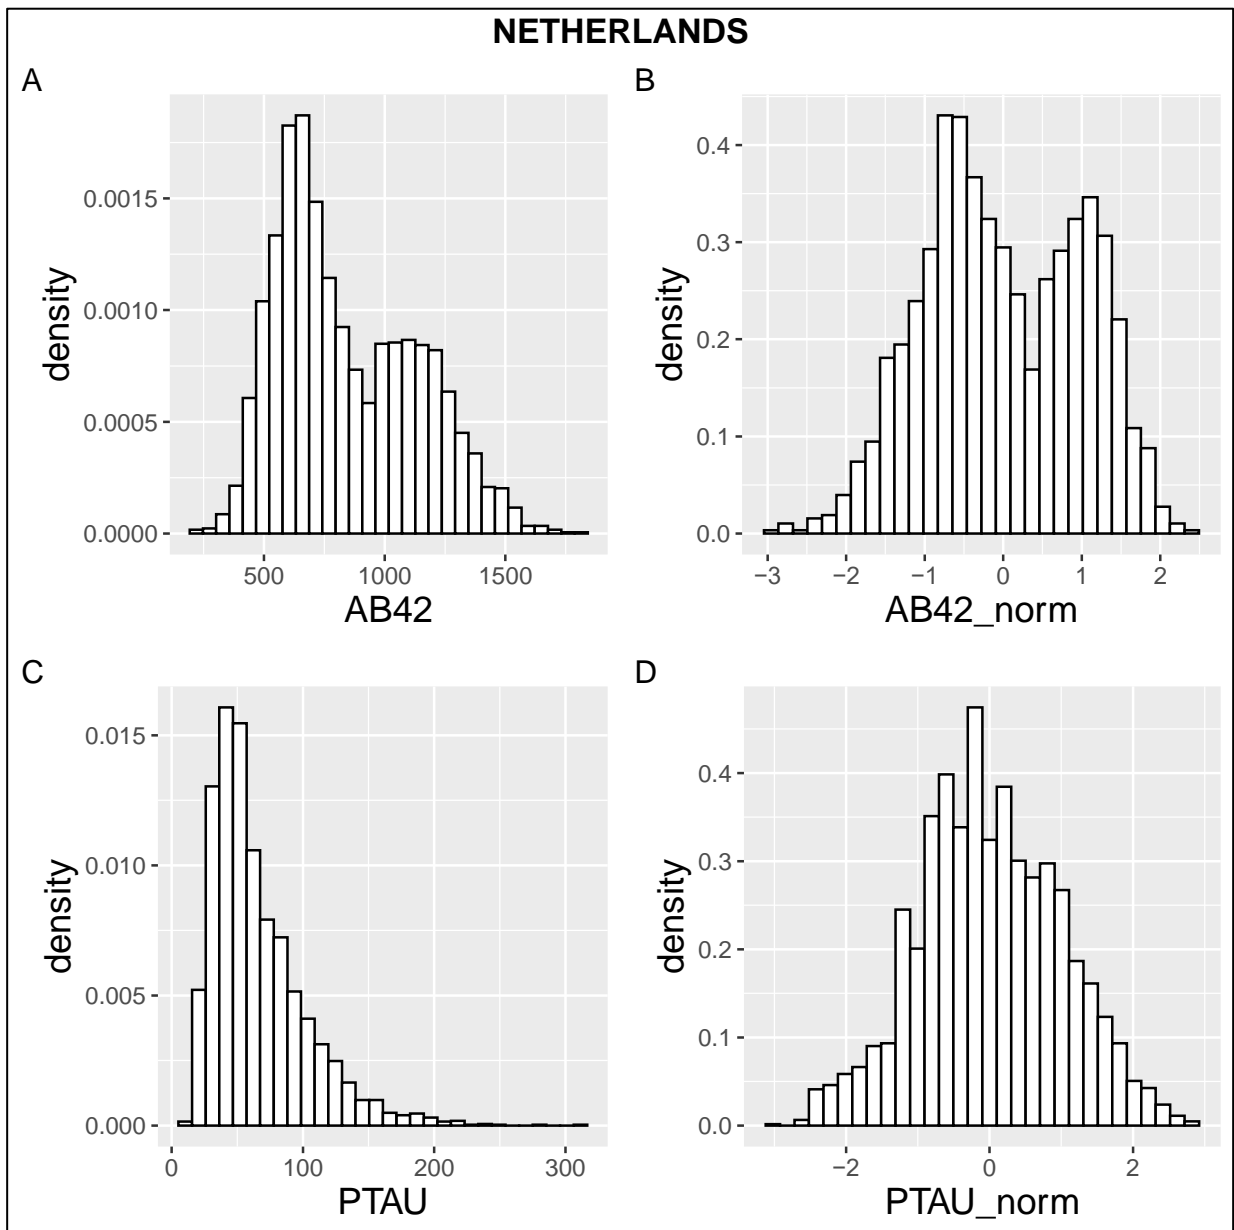 NETHERLANDS
A
B
density
0.0015
0.0010
0.0005
0.0000
500 1000 1500
AB42
density
0.4
0.3
0.2
0.1
0.0
−3 −2 −1 0 1 2
AB42_norm
C
D
density
0.015
0.010
0.005
0.000
0 100 200 300
PTAU
density
0.4
0.3
0.2
0.1
0.0
−2 0 2
PTAU_norm